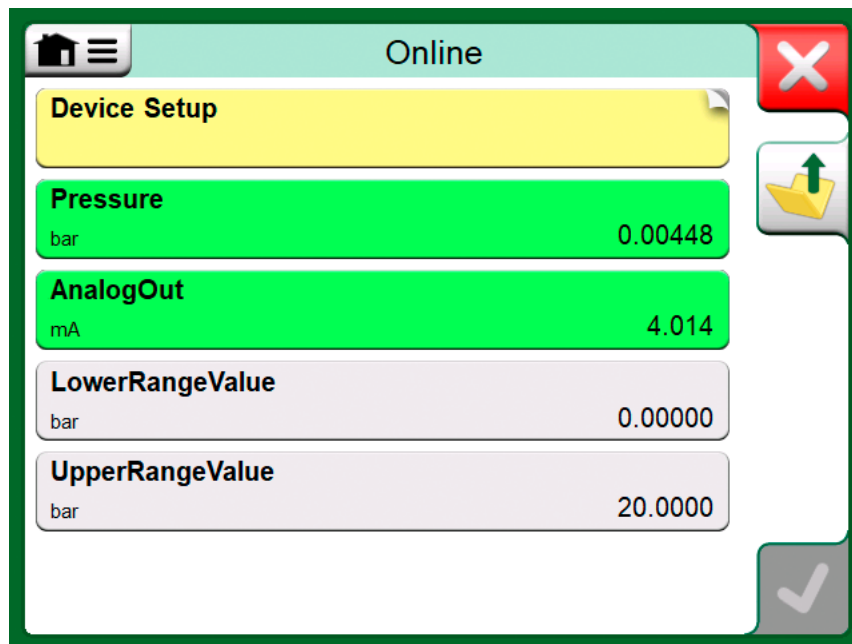 Online
Device Setup
Pressure
bar 0.00448
AnalogOut
mA 4.014
LowerRangeValue
bar 0.00000
UpperRangeValue
bar 20.0000